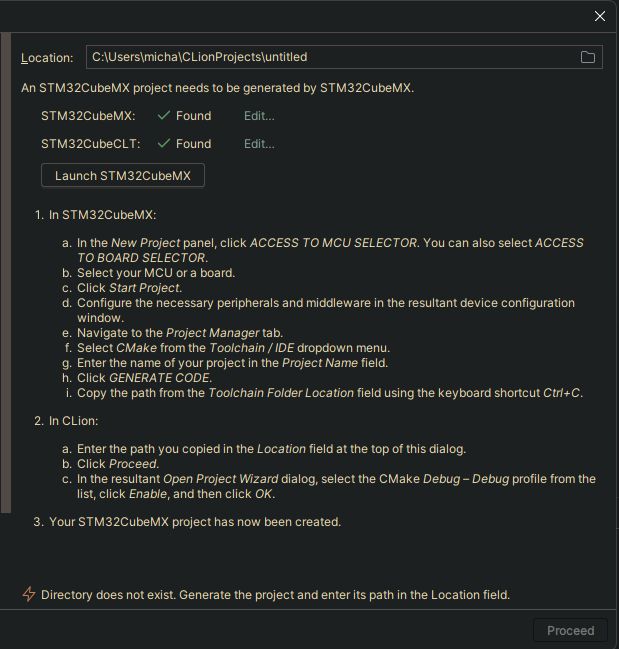 Location: C:\Users\micha\CLionProjects\untitled
An STM32CubeMX project needs to be generated by STM32CubeMX.
STM32CubeMX: Found Edit...
STM32CubeCLT: Found Edit...
Launch STM32CubeMX
1. In STM32CubeMX:
a. In the New Project panel, click ACCESS TO MCU SELECTOR. You can also select ACCESS
TO BOARD SELECTOR.
b. Select your MCU or a board.
c. Click Start Project.
d. Configure the necessary peripherals and middleware in the resultant device configuration
window.
e. Navigate to the Project Manager tab.
f. Select CMake from the Toolchain / IDE dropdown menu.
g. Enter the name of your project in the Project Name field.
h. Click GENERATE CODE.
i. Copy the path from the Toolchain Folder Location field using the keyboard shortcut Ctrl+C.
2. In CLion:
a. Enter the path you copied in the Location field at the top of this dialog.
b. Click Proceed.
c. In the resultant Open Project Wizard dialog, select the CMake Debug – Debug profile from the
list, click Enable, and then click OK.
3. Your STM32CubeMX project has now been created.
Directory does not exist. Generate the project and enter its path in the Location field.
Proceed